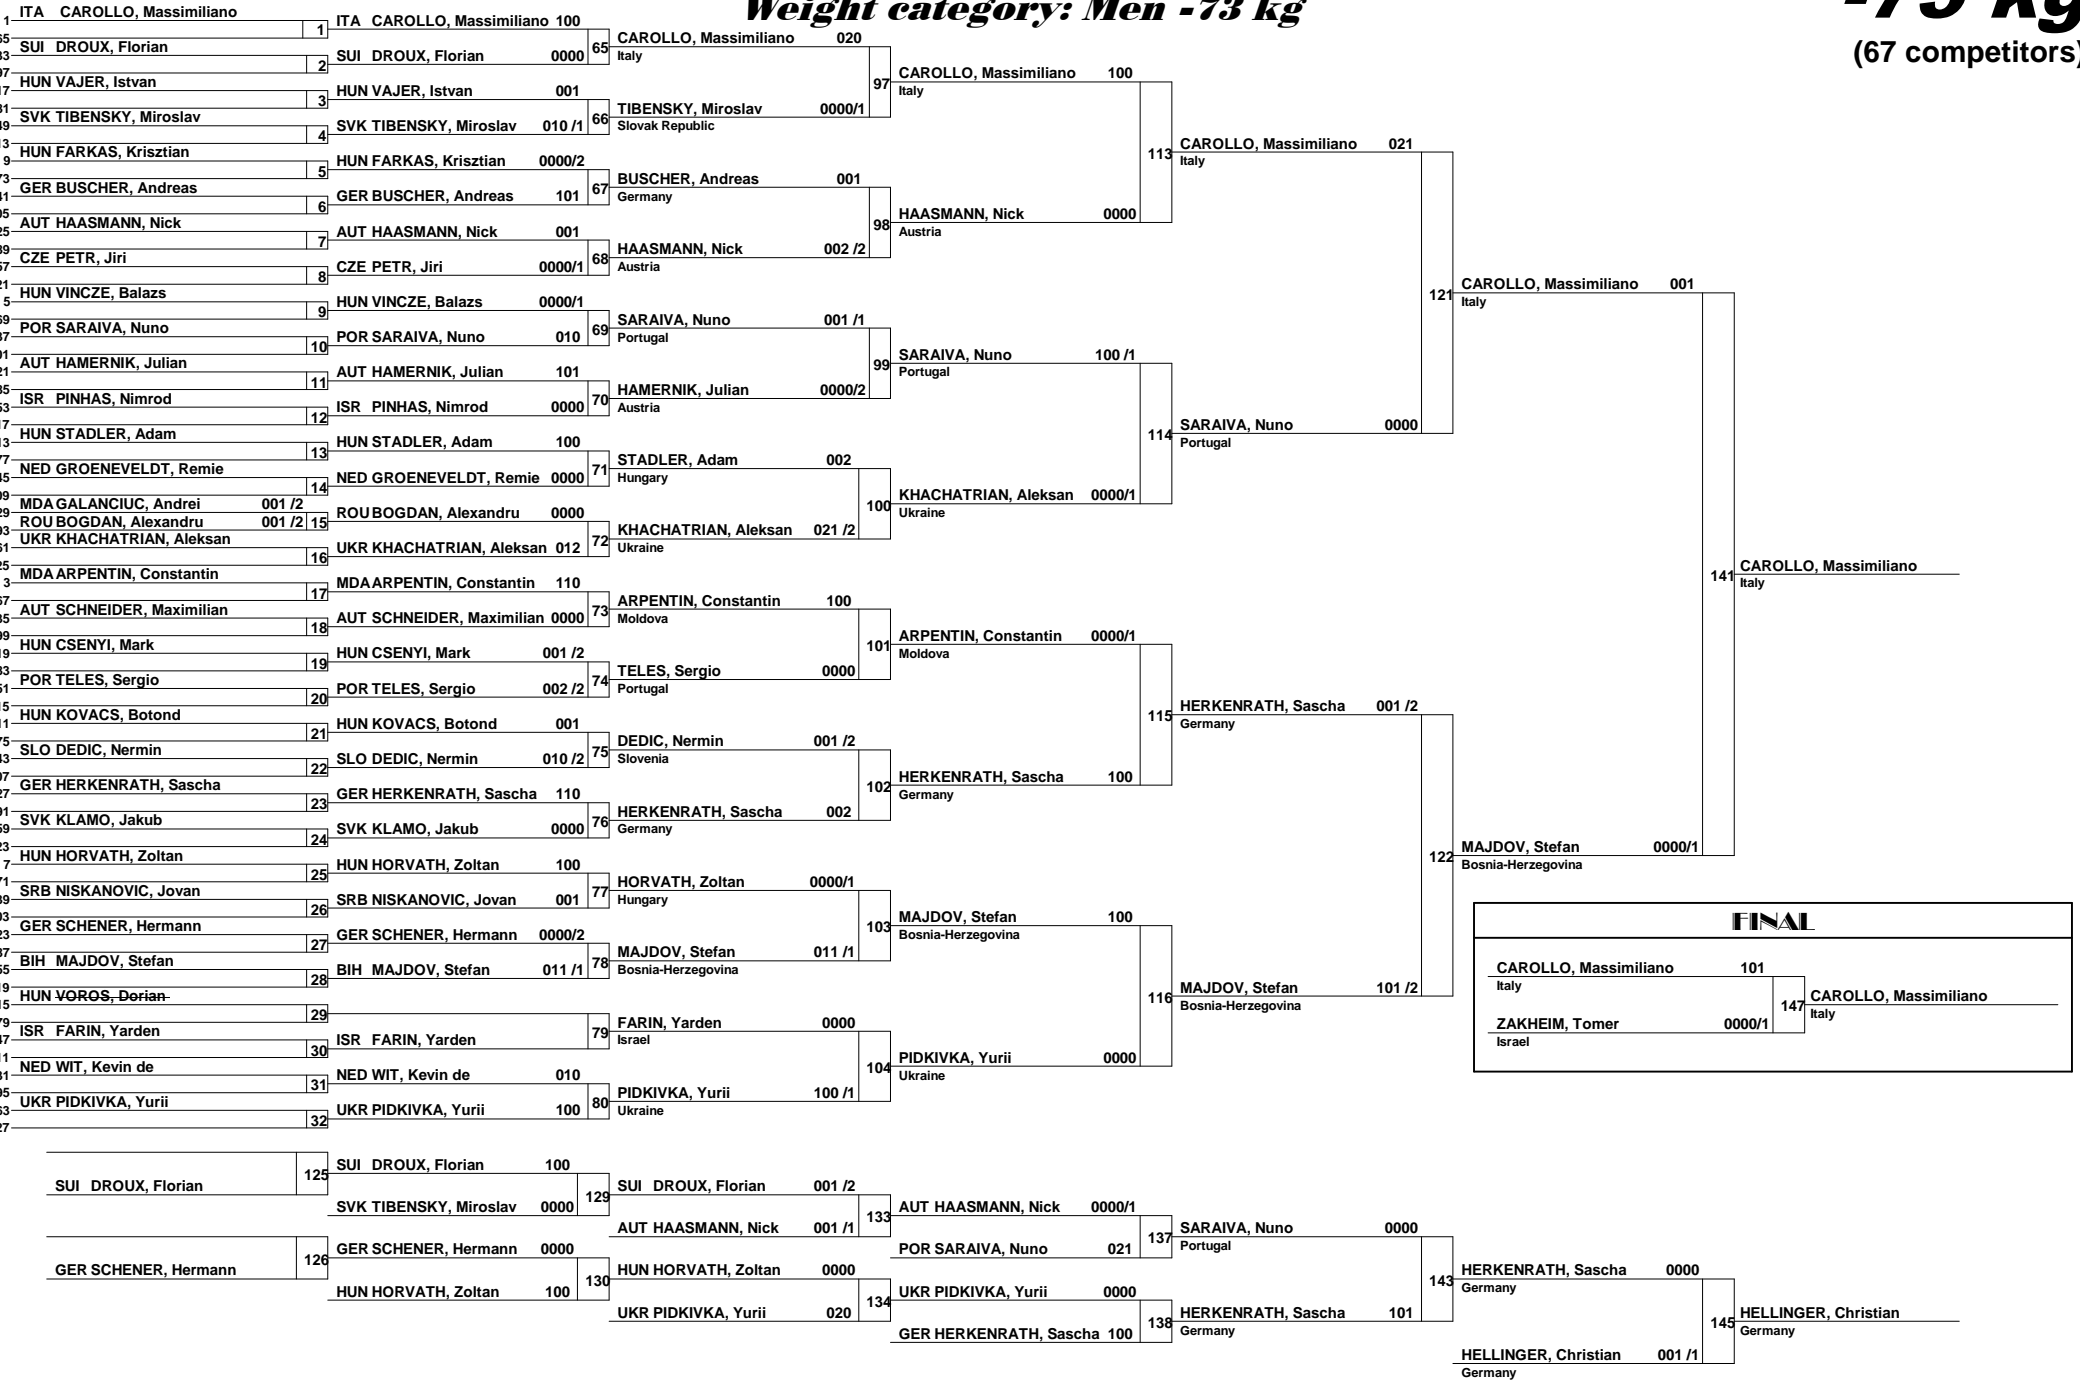 Weight category: Men -73 kg
-73 kg
(67 competitors)
ITA CAROLLO, Massimiliano
1
SUI DROUX, Florian
2
HUN VAJER, Istvan
3
SVK TIBENSKY, Miroslav
4
HUN FARKAS, Krisztian
5
GER BUSCHER, Andreas
6
AUT HAASMANN, Nick
7
CZE PETR, Jiri
8
HUN VINCZE, Balazs
9
POR SARAIVA, Nuno
10
AUT HAMERNIK, Julian
11
ISR PINHAS, Nimrod
12
HUN STADLER, Adam
13
NED GROENEVELDT, Remie
14
MDA GALANCIUC, Andrei 001 /2
ROU BOGDAN, Alexandru 001 /2 15
UKR KHACHATRIAN, Aleksan
16
MDA ARPENTIN, Constantin
17
AUT SCHNEIDER, Maximilian
18
HUN CSENYI, Mark
19
POR TELES, Sergio
20
HUN KOVACS, Botond
21
SLO DEDIC, Nermin
22
GER HERKENRATH, Sascha
23
SVK KLAMO, Jakub
24
HUN HORVATH, Zoltan
25
SRB NISKANOVIC, Jovan
26
GER SCHENER, Hermann
27
BIH MAJDOV, Stefan
28
HUN VOROS, Dorian
29
ISR FARIN, Yarden
30
NED WIT, Kevin de
31
UKR PIDKIVKA, Yurii
32
ITA CAROLLO, Massimiliano 100
65
SUI DROUX, Florian 0000
HUN VAJER, Istvan 001
66
SVK TIBENSKY, Miroslav 010 /1
HUN FARKAS, Krisztian 0000/2
67
GER BUSCHER, Andreas 101
AUT HAASMANN, Nick 001
68
CZE PETR, Jiri 0000/1
HUN VINCZE, Balazs 0000/1
69
POR SARAIVA, Nuno 010
AUT HAMERNIK, Julian 101
70
ISR PINHAS, Nimrod 0000
HUN STADLER, Adam 100
71
NED GROENEVELDT, Remie 0000
ROU BOGDAN, Alexandru 0000
72
UKR KHACHATRIAN, Aleksan 012
MDA ARPENTIN, Constantin 110
73
AUT SCHNEIDER, Maximilian 0000
HUN CSENYI, Mark 001 /2
74
POR TELES, Sergio 002 /2
HUN KOVACS, Botond 001
75
SLO DEDIC, Nermin 010 /2
GER HERKENRATH, Sascha 110
76
SVK KLAMO, Jakub 0000
HUN HORVATH, Zoltan 100
77
SRB NISKANOVIC, Jovan 001
GER SCHENER, Hermann 0000/2
78
BIH MAJDOV, Stefan 011 /1
79
ISR FARIN, Yarden
NED WIT, Kevin de 010
80
UKR PIDKIVKA, Yurii 100
CAROLLO, Massimiliano 020
Italy
97
TIBENSKY, Miroslav 0000/1
Slovak Republic
BUSCHER, Andreas 001
Germany
98
HAASMANN, Nick 002 /2
Austria
SARAIVA, Nuno 001 /1
Portugal
99
HAMERNIK, Julian 0000/2
Austria
STADLER, Adam 002
Hungary
100
KHACHATRIAN, Aleksan 021 /2
Ukraine
ARPENTIN, Constantin 100
Moldova
101
TELES, Sergio 0000
Portugal
DEDIC, Nermin 001 /2
Slovenia
102
HERKENRATH, Sascha 002
Germany
HORVATH, Zoltan 0000/1
Hungary
103
MAJDOV, Stefan 011 /1
Bosnia-Herzegovina
FARIN, Yarden 0000
Israel
104
PIDKIVKA, Yurii 100 /1
Ukraine
CAROLLO, Massimiliano 100
Italy
113
HAASMANN, Nick 0000
Austria
SARAIVA, Nuno 100 /1
Portugal
114
KHACHATRIAN, Aleksan 0000/1
Ukraine
ARPENTIN, Constantin 0000/1
Moldova
115
HERKENRATH, Sascha 100
Germany
MAJDOV, Stefan 100
Bosnia-Herzegovina
116
PIDKIVKA, Yurii 0000
Ukraine
CAROLLO, Massimiliano 021
Italy
121
SARAIVA, Nuno 0000
Portugal
HERKENRATH, Sascha 001 /2
Germany
122
MAJDOV, Stefan 101 /2
Bosnia-Herzegovina
CAROLLO, Massimiliano 001
Italy
141
MAJDOV, Stefan 0000/1
Bosnia-Herzegovina
CAROLLO, Massimiliano
Italy
FINAL
CAROLLO, Massimiliano 101
Italy
147
ZAKHEIM, Tomer 0000/1
Israel
CAROLLO, Massimiliano
Italy
125
SUI DROUX, Florian
126
GER SCHENER, Hermann
SUI DROUX, Florian 100
129
SVK TIBENSKY, Miroslav 0000
GER SCHENER, Hermann 0000
130
HUN HORVATH, Zoltan 100
SUI DROUX, Florian 001 /2
133
AUT HAASMANN, Nick 001 /1
HUN HORVATH, Zoltan 0000
134
UKR PIDKIVKA, Yurii 020
AUT HAASMANN, Nick 0000/1
137
POR SARAIVA, Nuno 021
UKR PIDKIVKA, Yurii 0000
138
GER HERKENRATH, Sascha 100
SARAIVA, Nuno 0000
Portugal
143
HERKENRATH, Sascha 101
Germany
HERKENRATH, Sascha 0000
Germany
145
HELLINGER, Christian 001 /1
Germany
HELLINGER, Christian
Germany